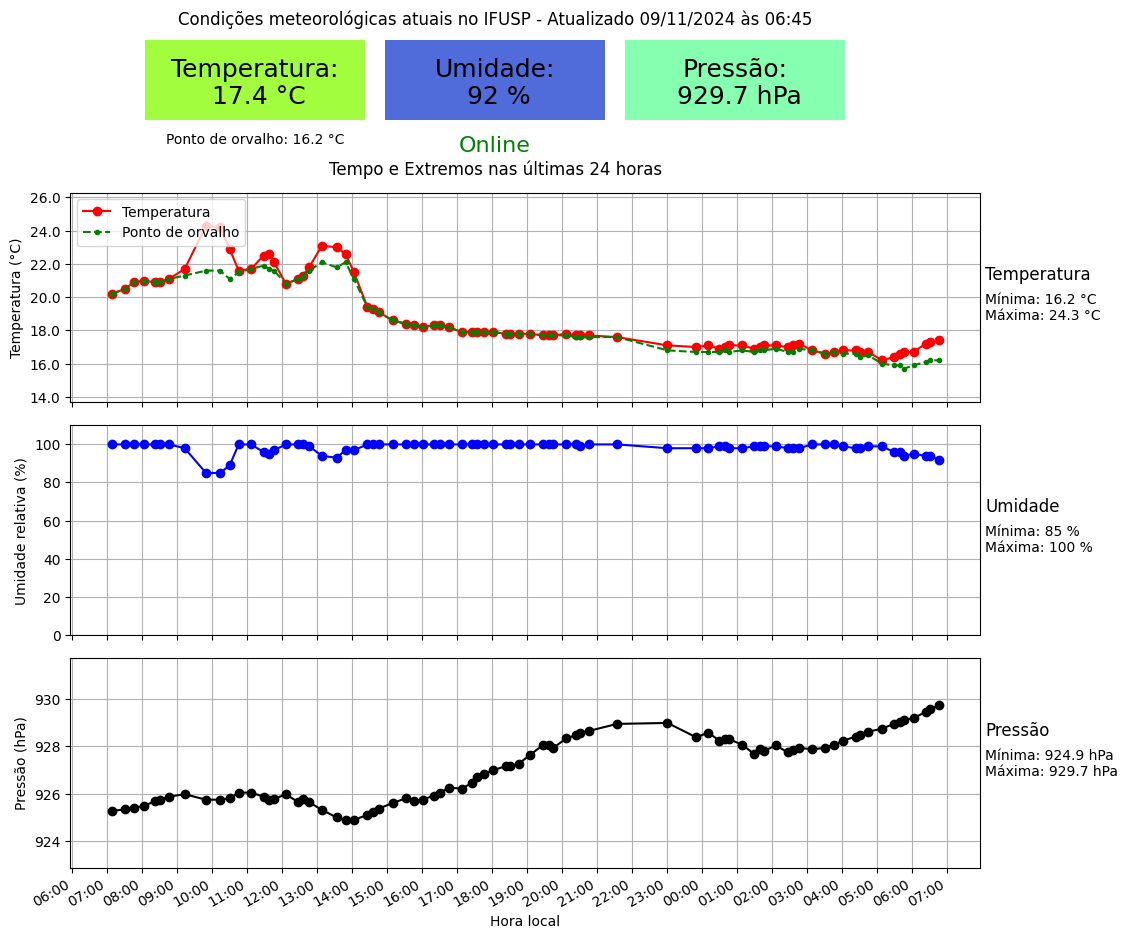 Condições meteorológicas atuais no IFUSP - Atualizado 09/11/2024 às 06:45
Temperatura:
17.4 °C
Umidade:
92 %
Pressão:
929.7 hPa
Ponto de orvalho: 16.2 °C
Online
Tempo e Extremos nas últimas 24 horas
Temperatura (°C)
26.0
24.0
22.0
20.0
18.0
16.0
14.0
Temperatura
Ponto de orvalho
Temperatura
Mínima: 16.2 °C
Máxima: 24.3 °C
Umidade relativa (%)
100
80
60
40
20
0
Umidade
Mínima: 85 %
Máxima: 100 %
Pressão (hPa)
930
928
926
924
Pressão
Mínima: 924.9 hPa
Máxima: 929.7 hPa
06:00 07:00 08:00 09:00 10:00 11:00 12:00 13:00 14:00 15:00 16:00 17:00 18:00 19:00 20:00 21:00 22:00 23:00 00:00 01:00 02:00 03:00 04:00 05:00 06:00 07:00
Hora local